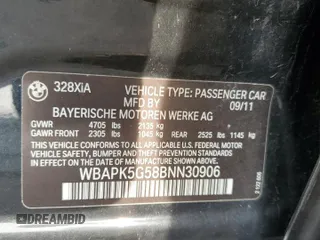 BMW
328XiA
VEHICLE TYPE: PASSENGER CAR
MFD BY
09/11
BAYERISCHE MOTOREN WERKE AG
GVWR 4705 lbs 2135 kg
GAWR FRONT 2305 lbs 1045 kg REAR 2525 lbs 1145 kg
THIS VEHICLE CONFORMS TO ALL APPLICABLE U.S. FEDERAL MOTOR
VEHICLE SAFETY, BUMPER, AND THEFT PREVENTION STANDARDS IN
EFFECT ON THE DATE OF MANUFACTURE SHOWN ABOVE.
WBAPK5G58BNN30906
DREAMBID